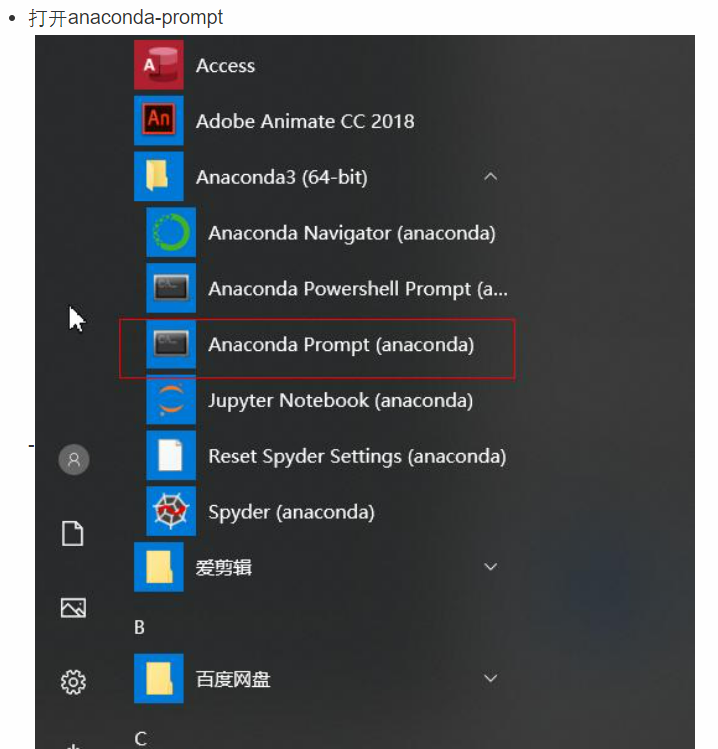 打开anaconda-prompt
Access
Adobe Animate CC 2018
Anaconda3 (64-bit)
Anaconda Navigator (anaconda)
Anaconda Powershell Prompt (a...
Anaconda Prompt (anaconda)
Jupyter Notebook (anaconda)
Reset Spyder Settings (anaconda)
Spyder (anaconda)
爱剪辑
B
百度网盘
C